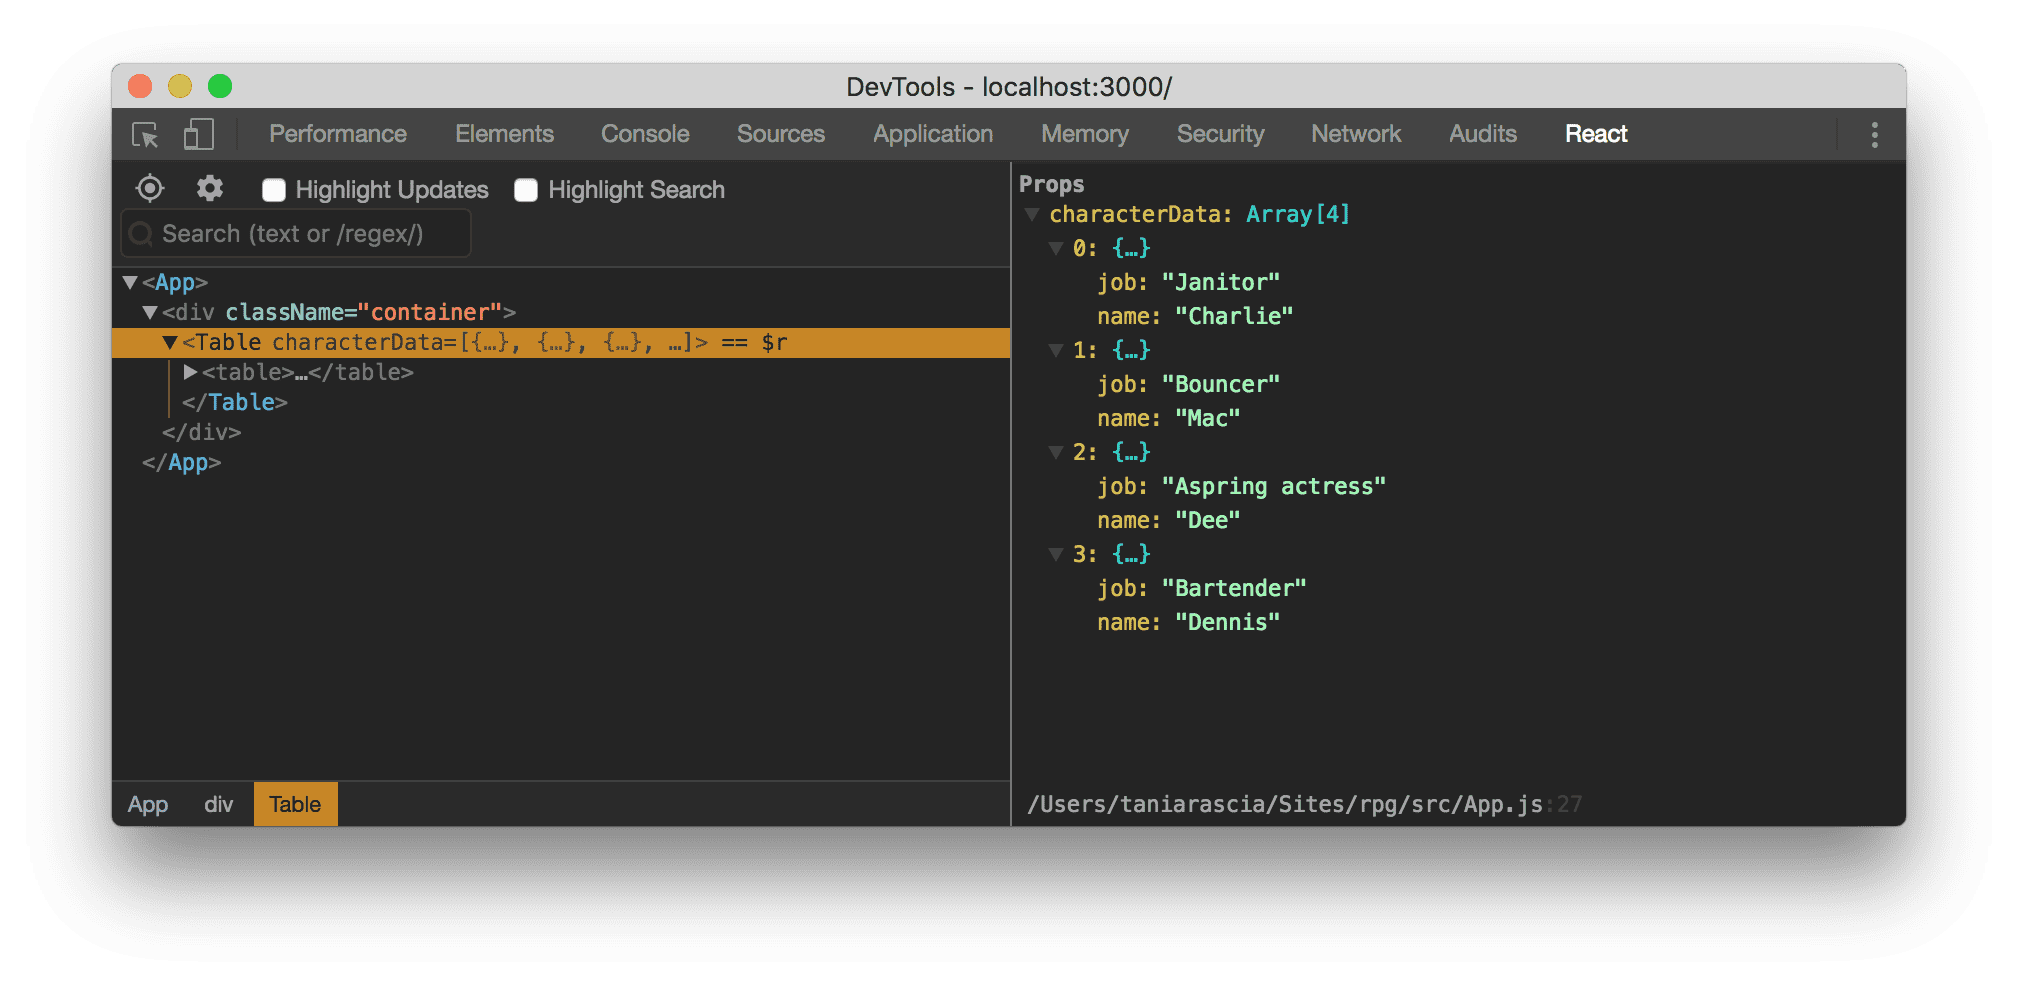 DevTools - localhost:3000/
Performance Elements Console Sources Application Memory Security Network Audits React
Highlight Updates Highlight Search
Search (text or /regex/)
<App>
<div className="container">
<Table characterData=[{…}, {…}, {…}, …]> == $r
<table>…</table>
</Table>
</div>
</App>
App div Table
Props
characterData: Array[4]
0: {…}
job: "Janitor"
name: "Charlie"
1: {…}
job: "Bouncer"
name: "Mac"
2: {…}
job: "Aspring actress"
name: "Dee"
3: {…}
job: "Bartender"
name: "Dennis"
/Users/taniarascia/Sites/rpg/src/App.js:27